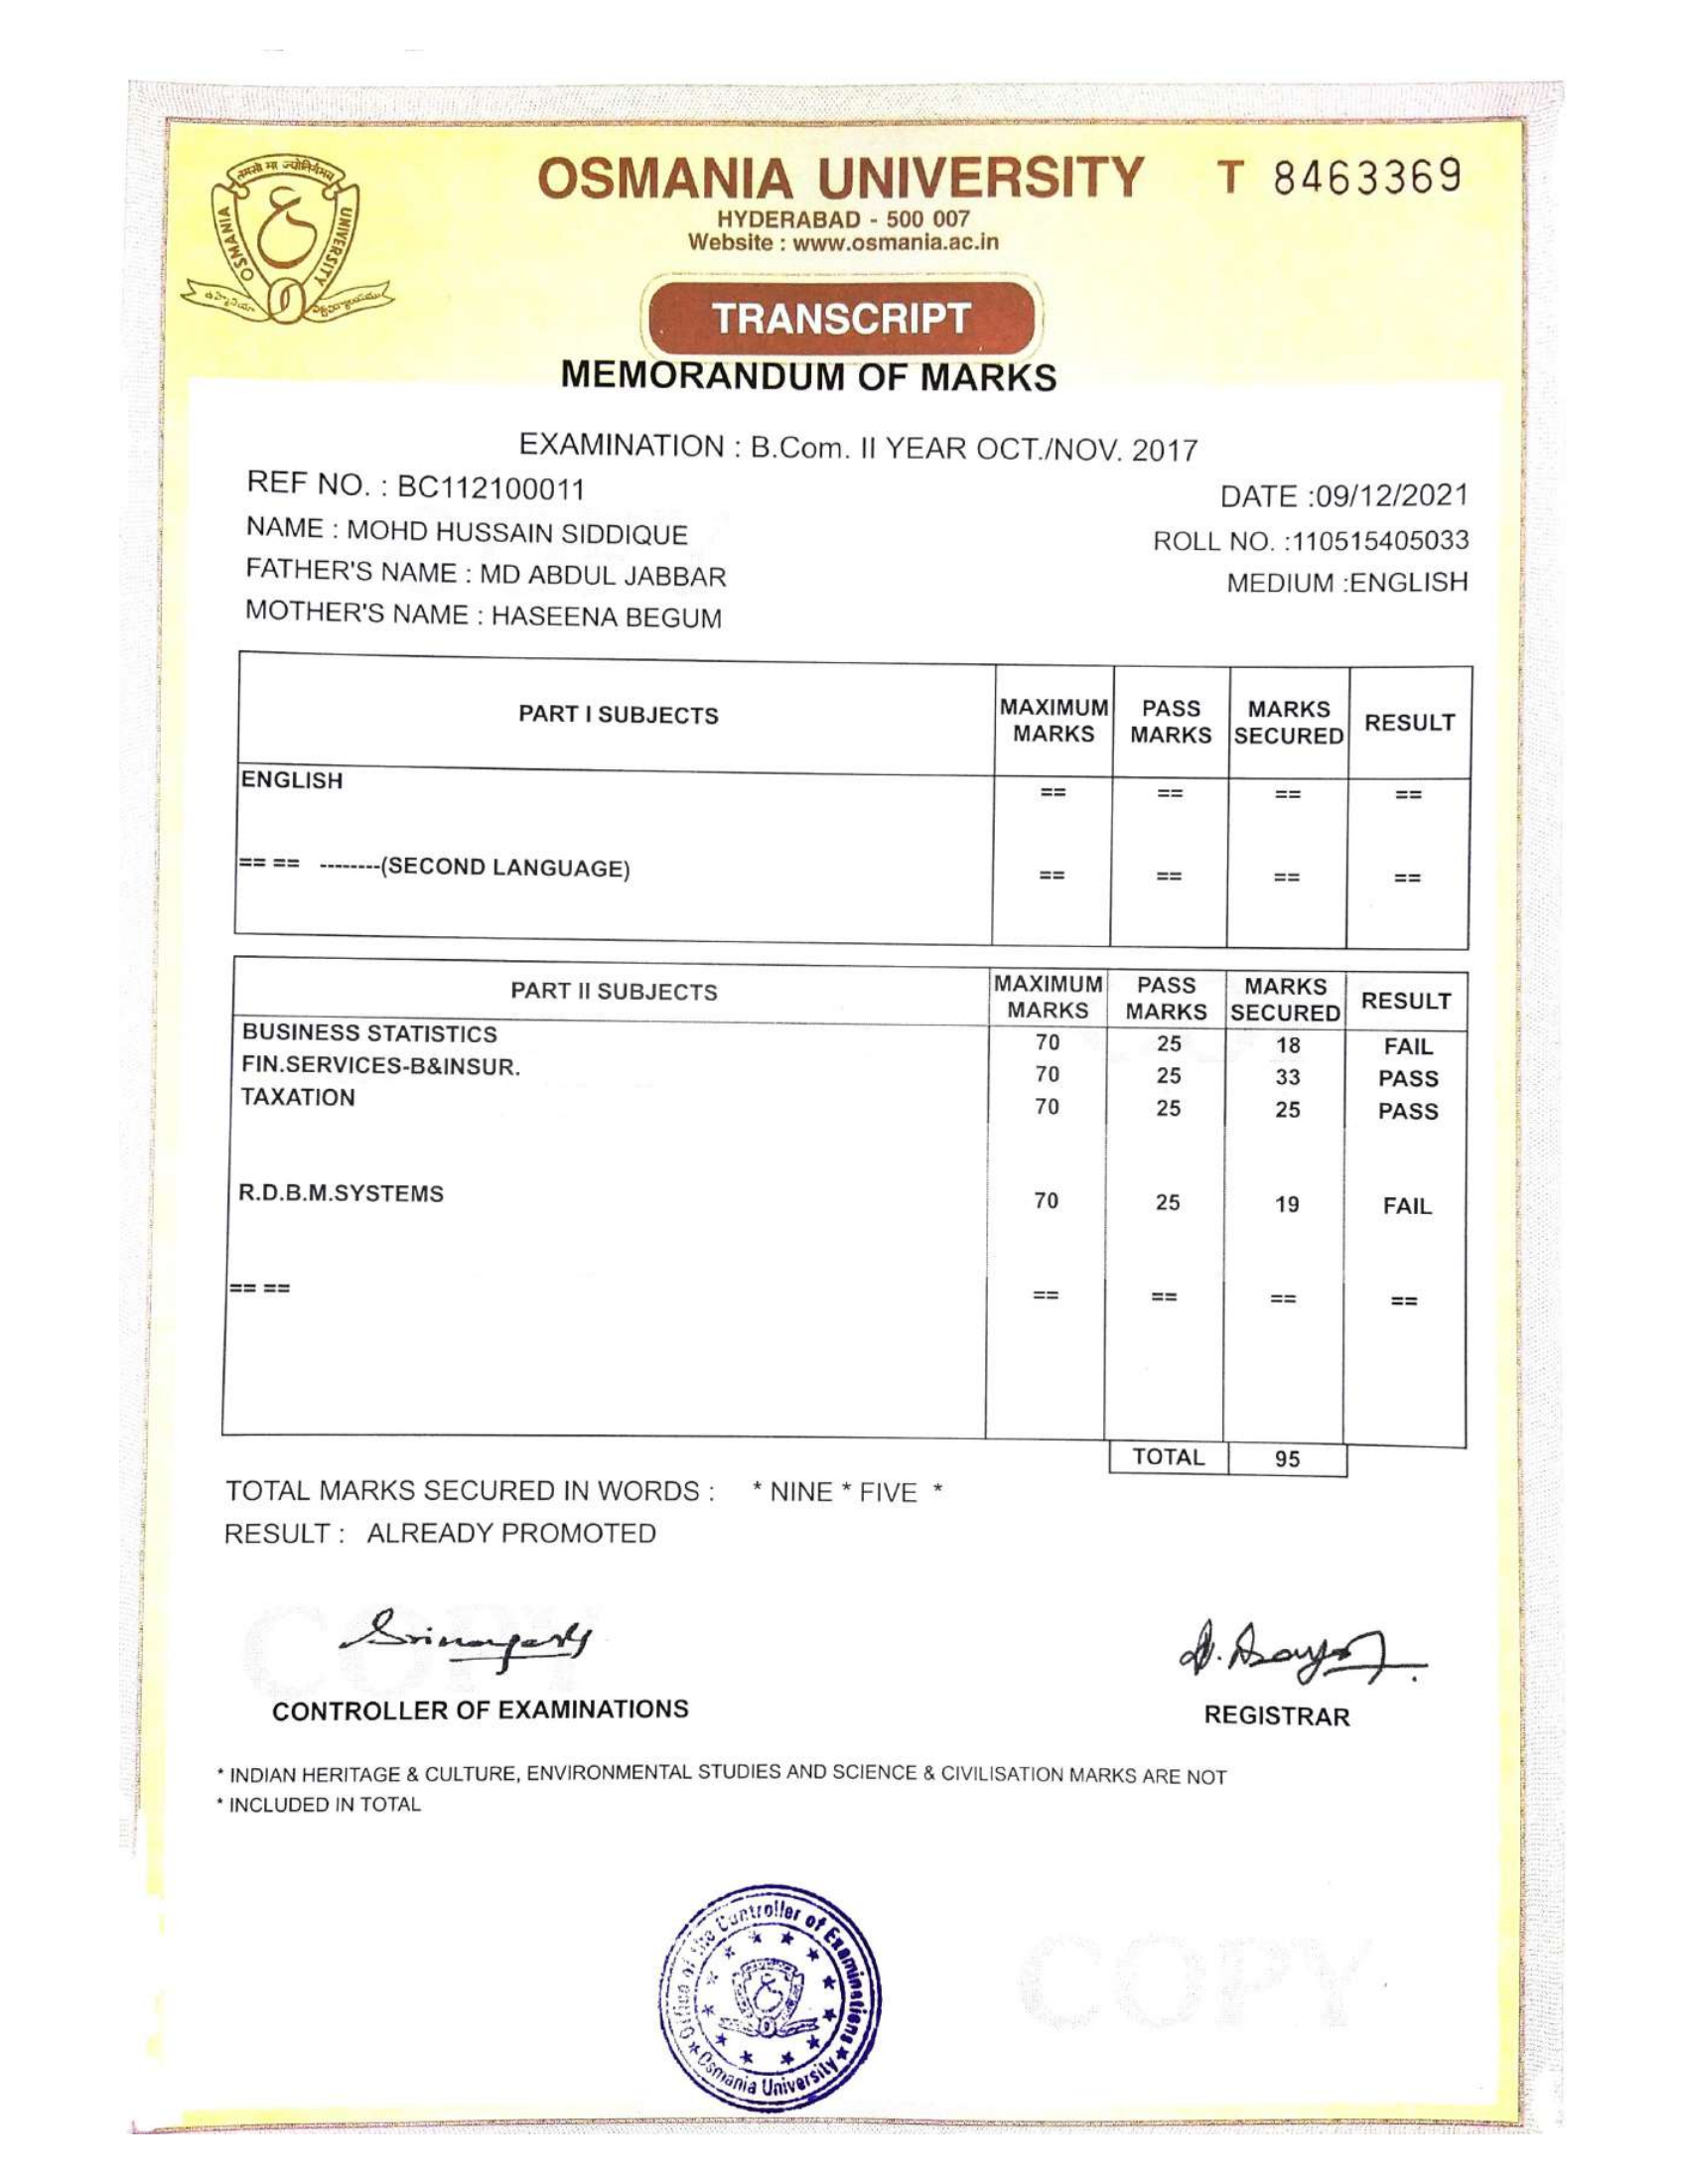 तमसो मा ज्योतिर्गमय
OSMANIA UNIVERSITY
OSMANIA UNIVERSITY T 8463369
HYDERABAD - 500 007
Website : www.osmania.ac.in
TRANSCRIPT
MEMORANDUM OF MARKS
EXAMINATION : B.Com. II YEAR OCT./NOV. 2017
REF NO. : BC112100011
DATE :09/12/2021
NAME : MOHD HUSSAIN SIDDIQUE
ROLL NO. :110515405033
FATHER'S NAME : MD ABDUL JABBAR
MEDIUM :ENGLISH
MOTHER'S NAME : HASEENA BEGUM
PART I SUBJECTS MAXIMUM MARKS PASS MARKS MARKS SECURED RESULT
ENGLISH == == == ==
== == --------(SECOND LANGUAGE) == == == ==
PART II SUBJECTS MAXIMUM MARKS PASS MARKS MARKS SECURED RESULT
BUSINESS STATISTICS 70 25 18 FAIL
FIN.SERVICES-B&INSUR. 70 25 33 PASS
TAXATION 70 25 25 PASS
R.D.B.M.SYSTEMS 70 25 19 FAIL
== == == == == ==
TOTAL 95
TOTAL MARKS SECURED IN WORDS : * NINE * FIVE *
RESULT : ALREADY PROMOTED
COPY
CONTROLLER OF EXAMINATIONS
REGISTRAR
* INDIAN HERITAGE & CULTURE, ENVIRONMENTAL STUDIES AND SCIENCE & CIVILISATION MARKS ARE NOT
* INCLUDED IN TOTAL
Office of the Controller of Examinations
Osmania University
COPY